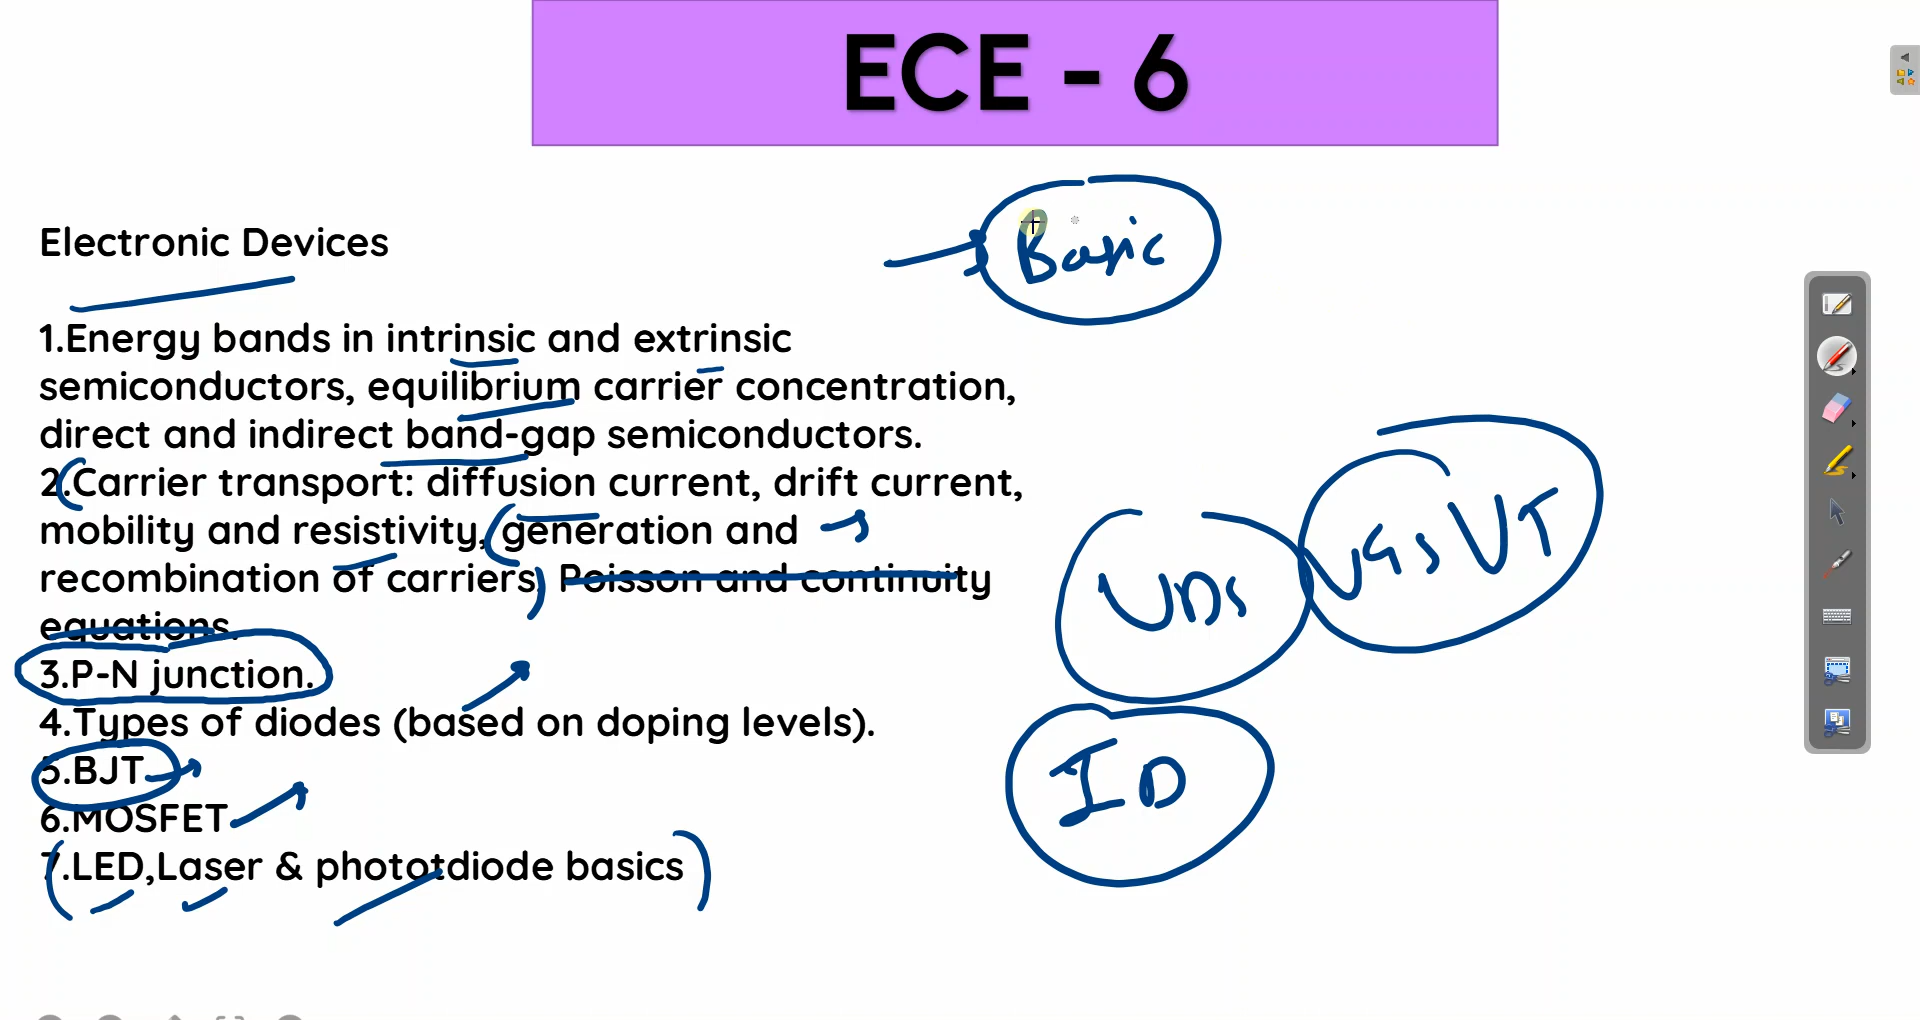 ECE - 6
Basic
Electronic Devices
1.Energy bands in intrinsic and extrinsic
semiconductors, equilibrium carrier concentration,
direct and indirect band-gap semiconductors.
2.Carrier transport: diffusion current, drift current,
mobility and resistivity, generation and
recombination of carriers, Poisson and continuity
equations.
3.P-N junction.
4.Types of diodes (based on doping levels).
5.BJT
6.MOSFET
7.LED,Laser & phototdiode basics
VGS VT
VDS
ID